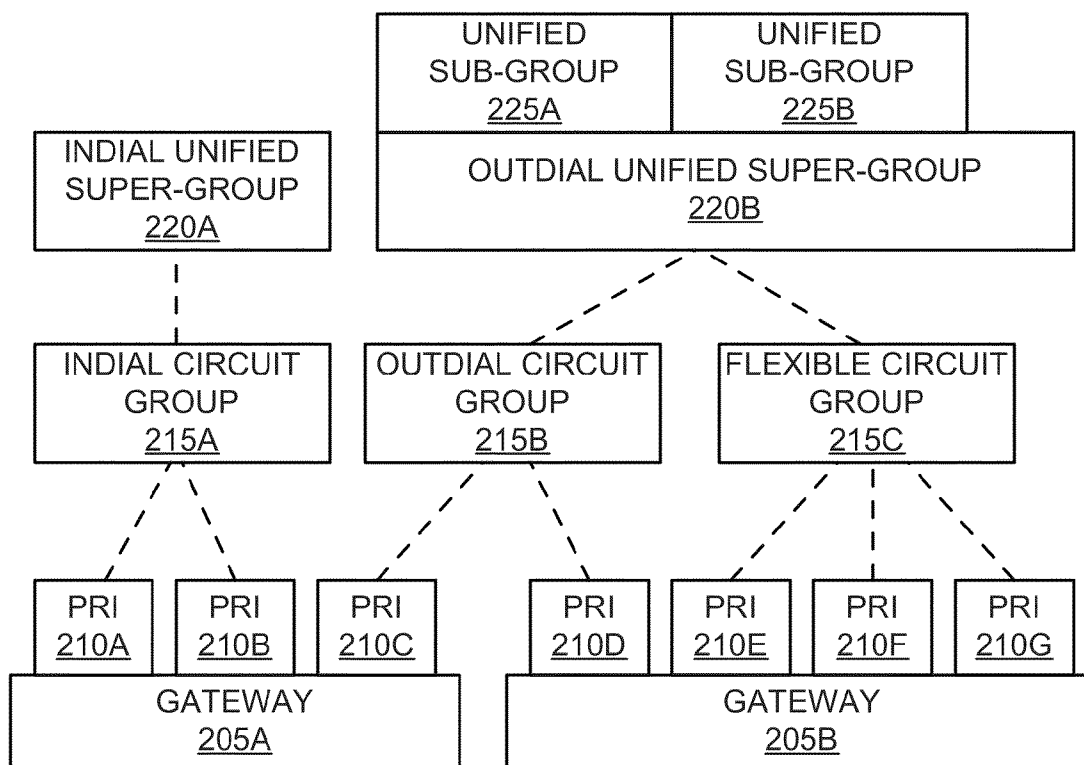 UNIFIED
SUB-GROUP
225A
UNIFIED
SUB-GROUP
225B
INDIAL UNIFIED
SUPER-GROUP
220A
OUTDIAL UNIFIED SUPER-GROUP
220B
INDIAL CIRCUIT
GROUP
215A
OUTDIAL CIRCUIT
GROUP
215B
FLEXIBLE CIRCUIT
GROUP
215C
PRI
210A
PRI
210B
PRI
210C
PRI
210D
PRI
210E
PRI
210F
PRI
210G
GATEWAY
205A
GATEWAY
205B